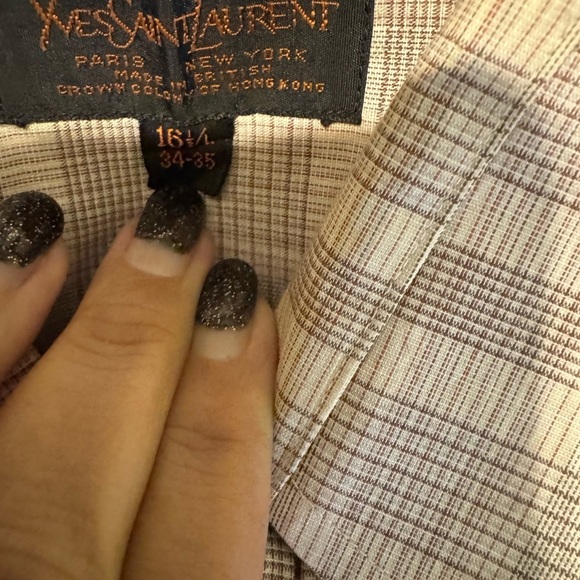 YVESSAINTLAURENT
PARIS NEW YORK
MADE IN BRITISH
CROWN COLONY OF HONG KONG
16½/L
34-35